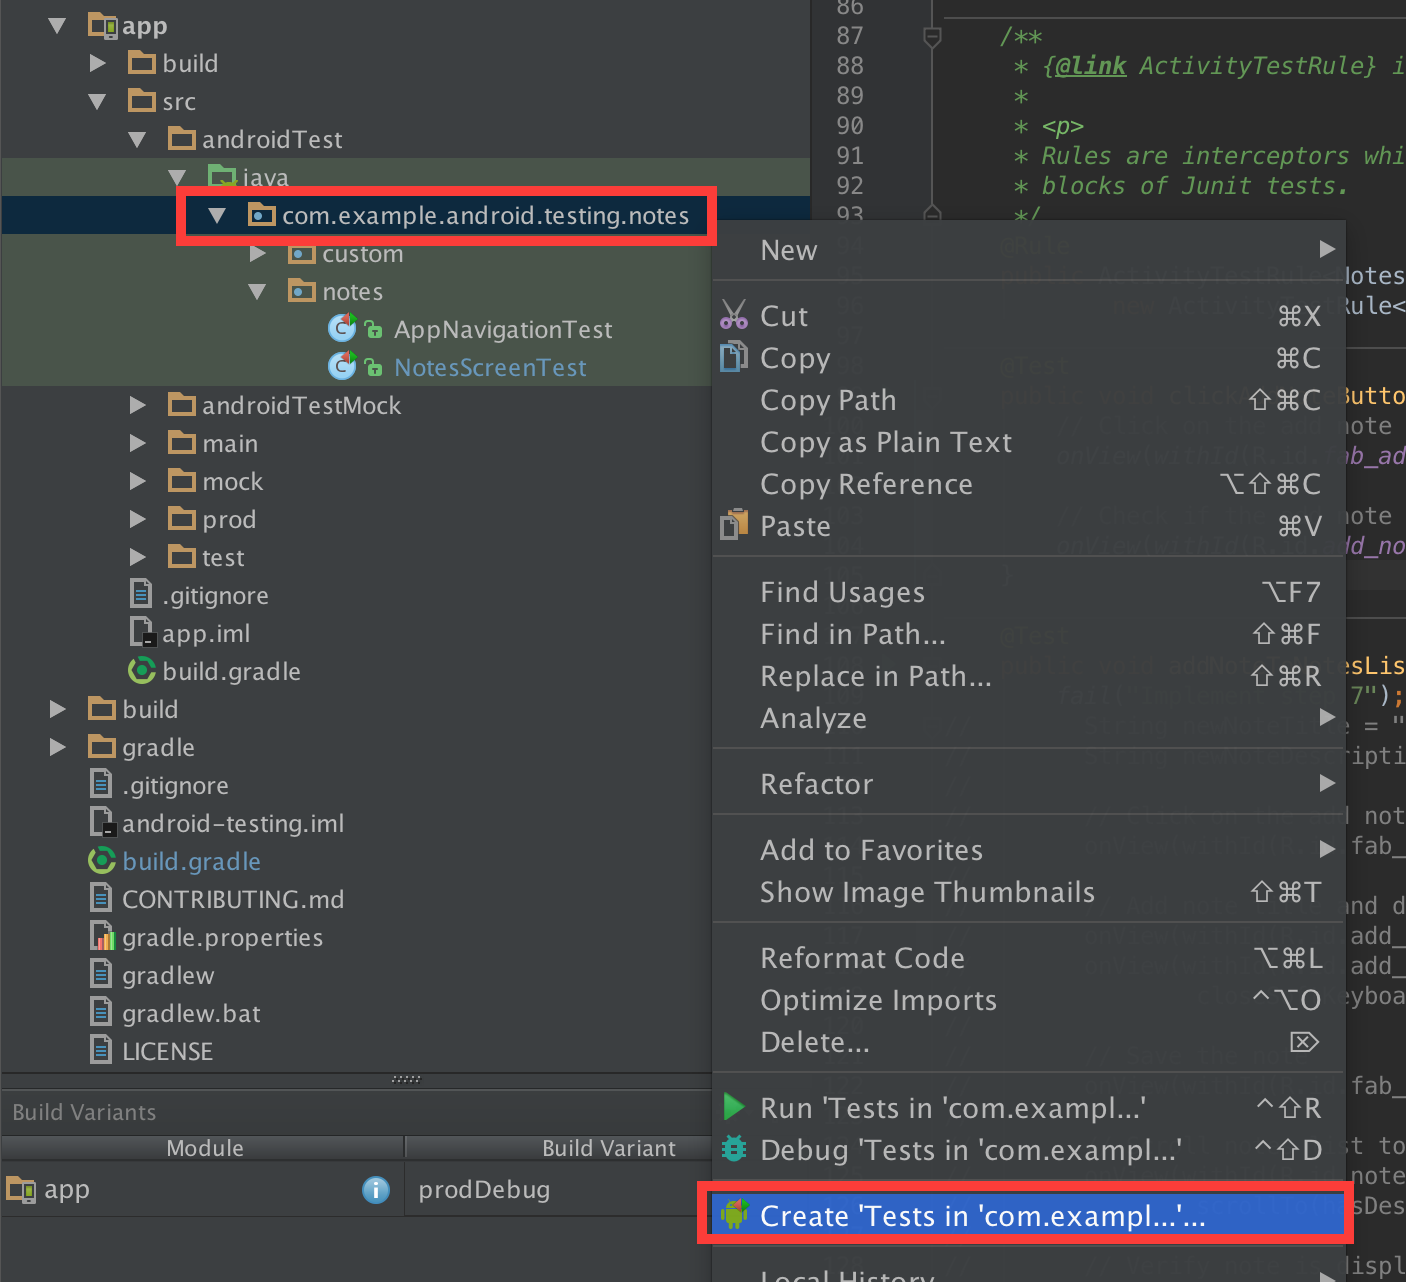 app
build
src
androidTest
java
com.example.android.testing.notes
custom
notes
AppNavigationTest
NotesScreenTest
androidTestMock
main
mock
prod
test
.gitignore
app.iml
build.gradle
build
gradle
.gitignore
android-testing.iml
build.gradle
CONTRIBUTING.md
gradle.properties
gradlew
gradlew.bat
LICENSE
Build Variants
Module Build Variant
app prodDebug
86
87 /**
88 * {@link ActivityTestRule} i
89 *
90 * <p>
91 * Rules are interceptors whi
92 * blocks of Junit tests.
93 */
New
Cut ⌘X
Copy ⌘C
Copy Path ⇧⌘C
Copy as Plain Text
Copy Reference ⌥⇧⌘C
Paste ⌘V
Find Usages ⌥F7
Find in Path... ⇧⌘F
Replace in Path... ⇧⌘R
Analyze
Refactor
Add to Favorites
Show Image Thumbnails ⇧⌘T
Reformat Code ⌥⌘L
Optimize Imports ^⌥O
Delete... ⌦
Run 'Tests in 'com.exampl...' ^⇧R
Debug 'Tests in 'com.exampl...' ^⇧D
Create 'Tests in 'com.exampl...'...
Local History